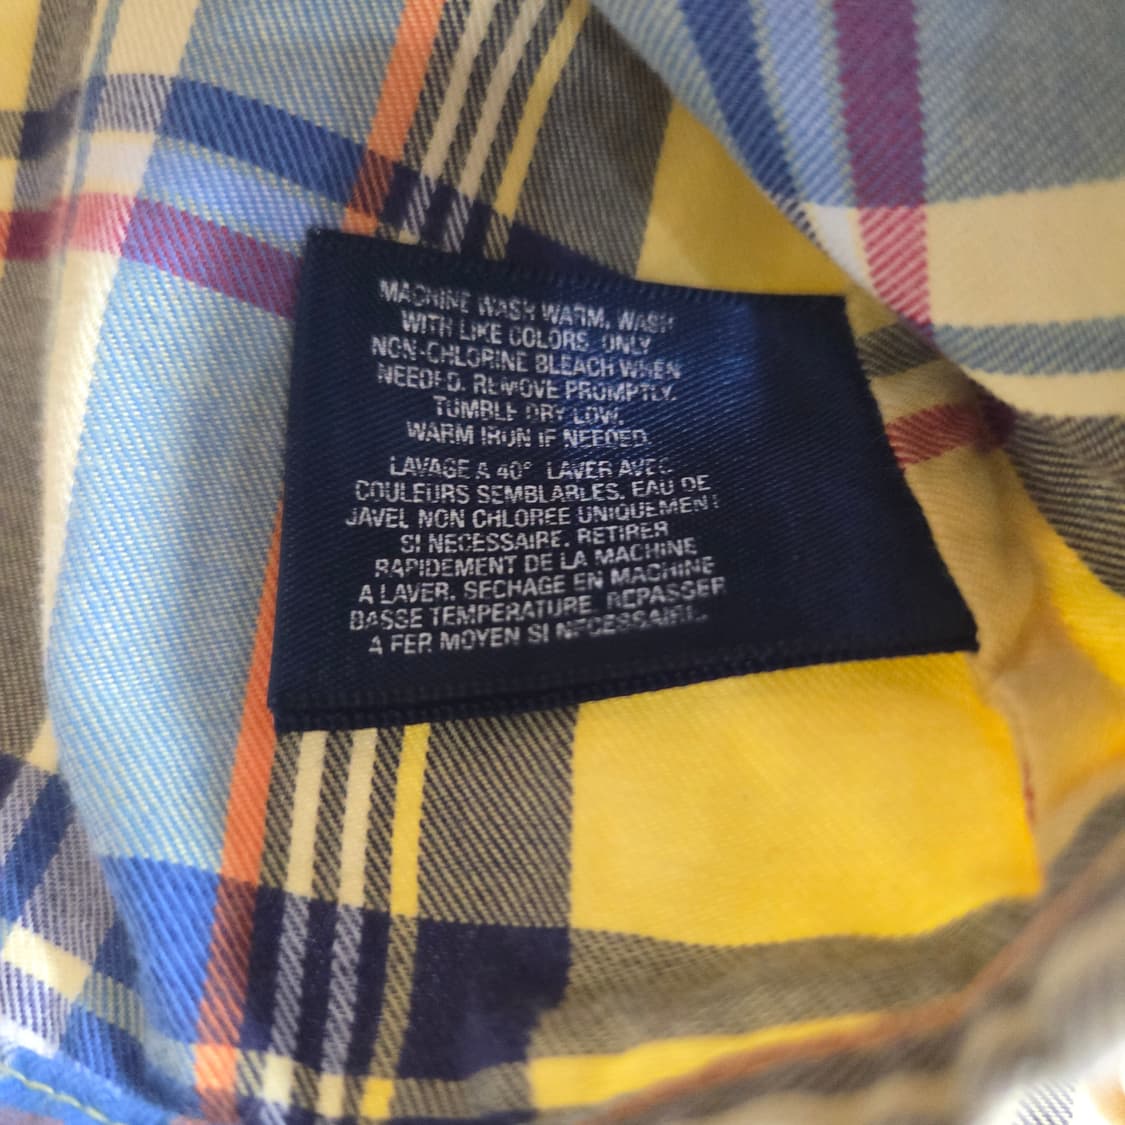 MACHINE WASH WARM, WASH
WITH LIKE COLORS. ONLY
NON-CHLORINE BLEACH WHEN
NEEDED. REMOVE PROMPTLY.
TUMBLE DRY LOW.
WARM IRON IF NEEDED.
LAVAGE A 40° LAVER AVEC
COULEURS SEMBLABLES. EAU DE
JAVEL NON CHLOREE UNIQUEMENT
SI NECESSAIRE. RETIRER
RAPIDEMENT DE LA MACHINE
A LAVER. SECHAGE EN MACHINE
BASSE TEMPERATURE. REPASSER
A FER MOYEN SI NECESSAIRE.